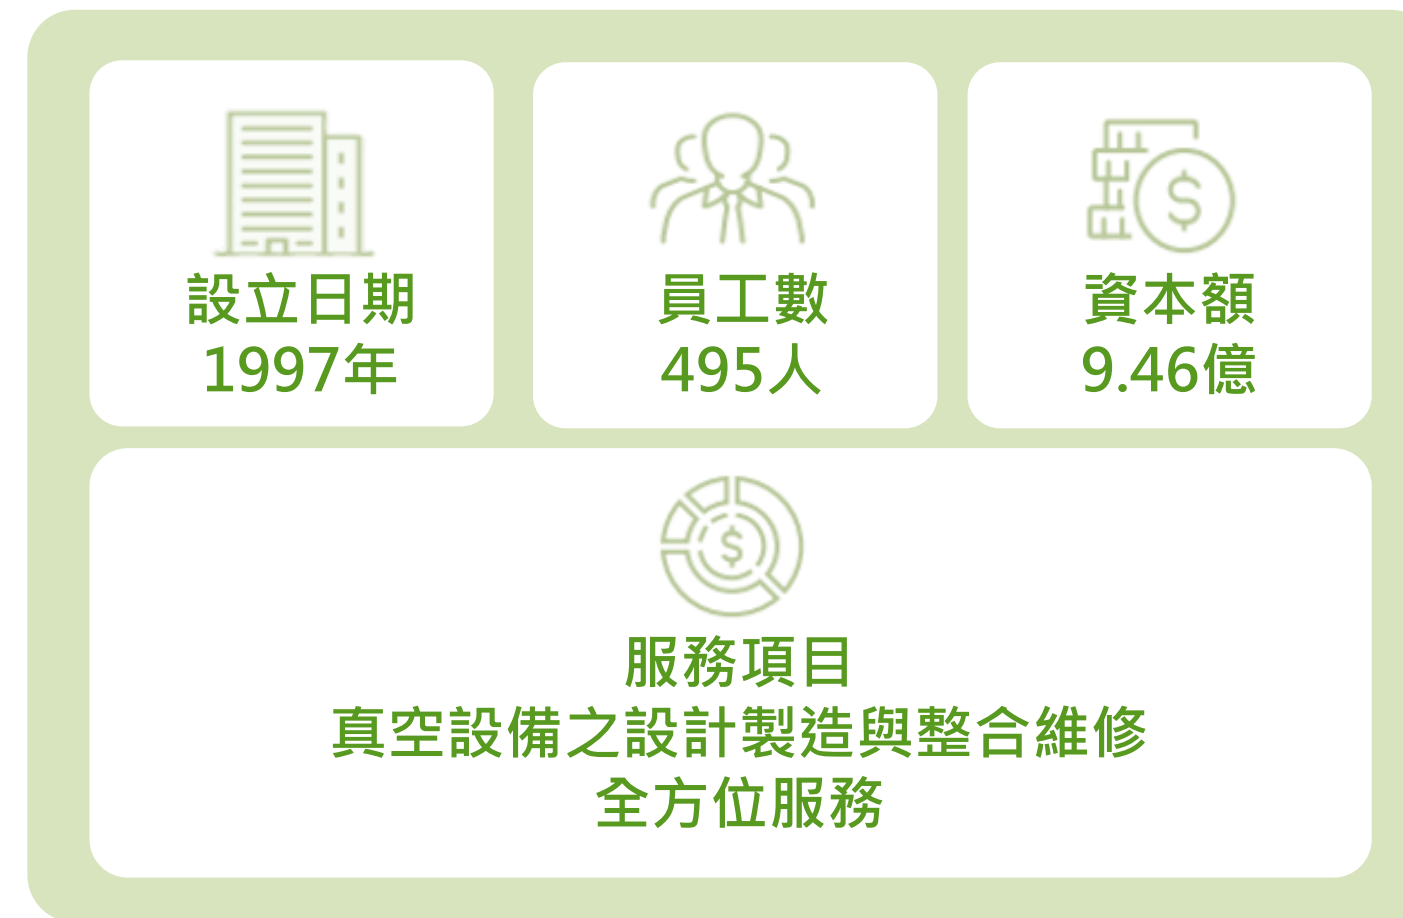 設立日期
1997年
員工數
495人
資本額
9.46億
服務項目
真空設備之設計製造與整合維修
全方位服務